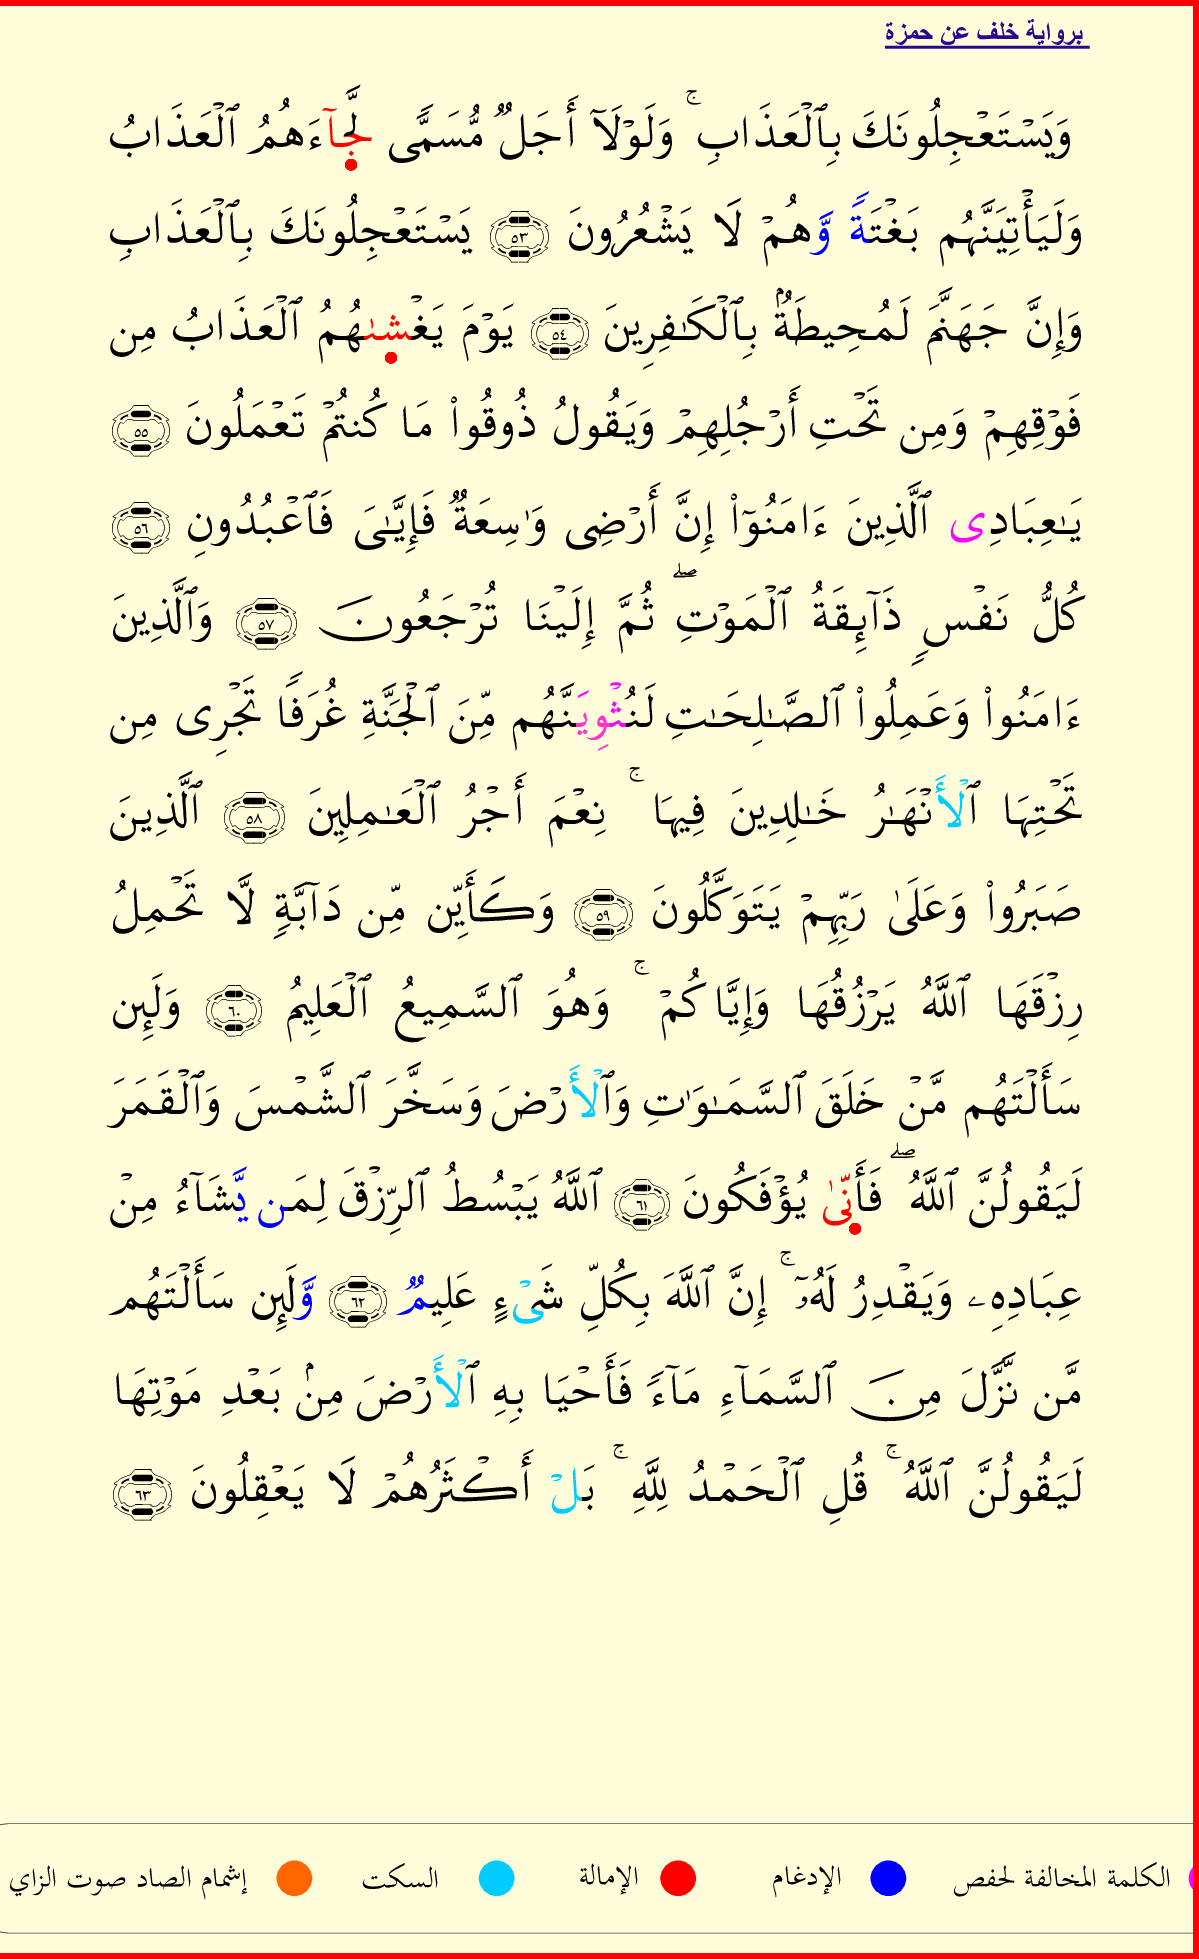 برواية خلف عن حمزة
وَيَسۡتَعۡجِلُونَكَ بِٱلۡعَذَابِ ۚ وَلَوۡلَآ أَجَلٌ مُّسَمًّى لَّجَآءَهُمُ ٱلۡعَذَابُ
وَلَيَأۡتِيَنَّهُم بَغۡتَةً وَّهُمۡ لَا يَشۡعُرُونَ ٥٣ يَسۡتَعۡجِلُونَكَ بِٱلۡعَذَابِ
وَإِنَّ جَهَنَّمَ لَمُحِيطَةُۢ بِٱلۡكَـٰفِرِينَ ٥٤ يَوۡمَ يَغۡشىٰهُمُ ٱلۡعَذَابُ مِن
فَوۡقِهِمۡ وَمِن تَحۡتِ أَرۡجُلِهِمۡ وَيَقُولُ ذُوقُوا۟ مَا كُنتُمۡ تَعۡمَلُونَ ٥٥
يَـٰعِبَادِى ٱلَّذِينَ ءَامَنُوٓا۟ إِنَّ أَرۡضِى وَٰسِعَةٌ فَإِيَّـٰىَ فَٱعۡبُدُونِ ٥٦
كُلُّ نَفۡسٍ ذَآئِقَةُ ٱلۡمَوۡتِ ۖ ثُمَّ إِلَيۡنَا تُرۡجَعُونَ ٥٧ وَٱلَّذِينَ
ءَامَنُوا۟ وَعَمِلُوا۟ ٱلصَّـٰلِحَـٰتِ لَنُثۡوِيَنَّهُم مِّنَ ٱلۡجَنَّةِ غُرَفًا تَجۡرِى مِن
تَحۡتِهَا ٱلۡأَنۡهَـٰرُ خَـٰلِدِينَ فِيهَا ۚ نِعۡمَ أَجۡرُ ٱلۡعَـٰمِلِينَ ٥٨ ٱلَّذِينَ
صَبَرُوا۟ وَعَلَىٰ رَبِّهِمۡ يَتَوَكَّلُونَ ٥٩ وَكَأَيِّن مِّن دَآبَّةٍ لَّا تَحۡمِلُ
رِزۡقَهَا ٱللَّهُ يَرۡزُقُهَا وَإِيَّاكُمۡ ۚ وَهُوَ ٱلسَّمِيعُ ٱلۡعَلِيمُ ٦٠ وَلَئِن
سَأَلۡتَهُم مَّنۡ خَلَقَ ٱلسَّمَـٰوَٰتِ وَٱلۡأَرۡضَ وَسَخَّرَ ٱلشَّمۡسَ وَٱلۡقَمَرَ
لَيَقُولُنَّ ٱللَّهُ ۖ فَأَنّىٰ يُؤۡفَكُونَ ٦١ ٱللَّهُ يَبۡسُطُ ٱلرِّزۡقَ لِمَن يَّشَآءُ مِنۡ
عِبَادِهِۦ وَيَقۡدِرُ لَهُۥٓ ۚ إِنَّ ٱللَّهَ بِكُلِّ شَىۡءٍ عَلِيمٌ ٦٢ وَّلَئِن سَأَلۡتَهُم
مَّن نَّزَّلَ مِنَ ٱلسَّمَآءِ مَآءً فَأَحۡيَا بِهِ ٱلۡأَرۡضَ مِنۢ بَعۡدِ مَوۡتِهَا
لَيَقُولُنَّ ٱللَّهُ ۚ قُلِ ٱلۡحَمۡدُ لِلَّهِ ۚ بَلۡ أَكۡثَرُهُمۡ لَا يَعۡقِلُونَ ٦٣
الكلمة المخالفة لحفص الإدغام الإمالة السكت إشمام الصاد صوت الزاي